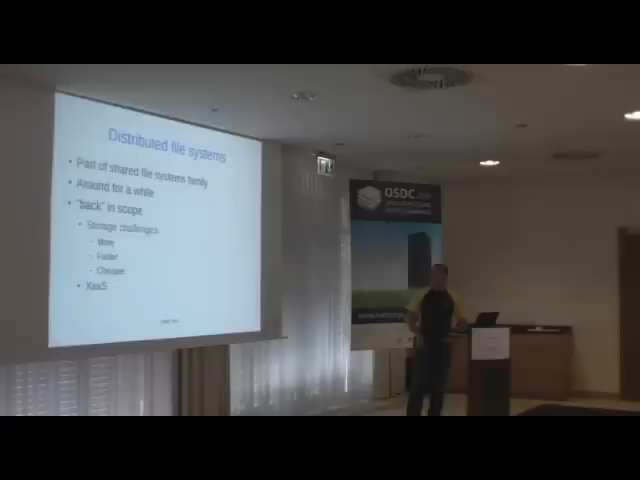 Distributed file systems
• Part of shared file systems family
• Around for a while
• "back" in scope
• Storage challenges
– More
– Faster
– Cheaper
• XaaS
OSDC